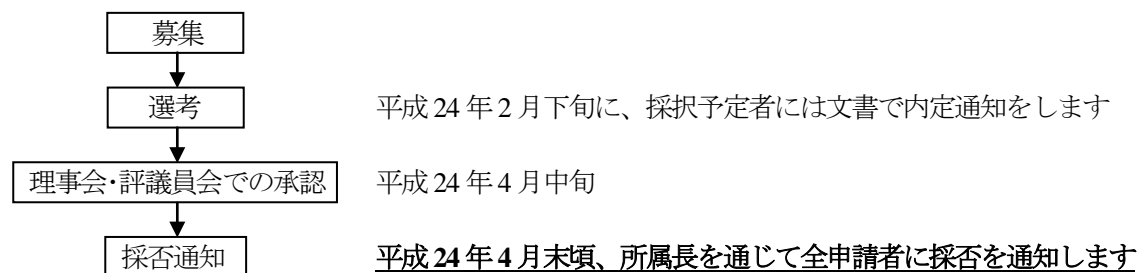 募集
選考 平成24年2月下旬に、採択予定者には文書で内定通知をします
理事会・評議員会での承認 平成24年4月中旬
採否通知 平成24年4月末頃、所属長を通じて全申請者に採否を通知します